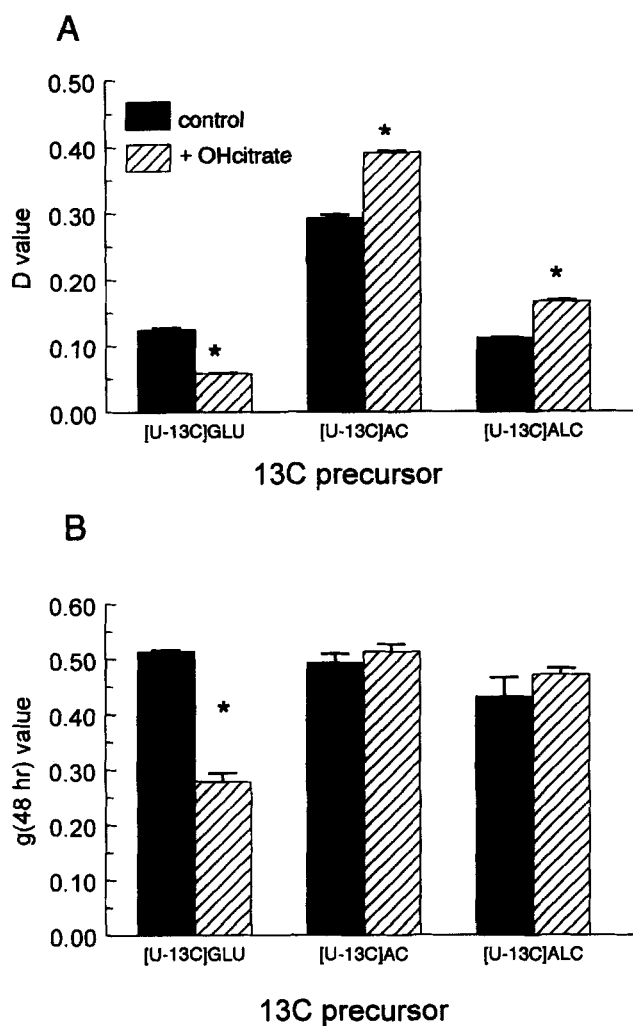 A
0.50
0.40
0.30
0.20
0.10
0.00
D value
control
+ OHcitrate
*
*
*
[U-13C]GLU
[U-13C]AC
[U-13C]ALC
13C precursor
B
0.60
0.50
0.40
0.30
0.20
0.10
0.00
g(48 hr) value
*
[U-13C]GLU
[U-13C]AC
[U-13C]ALC
13C precursor